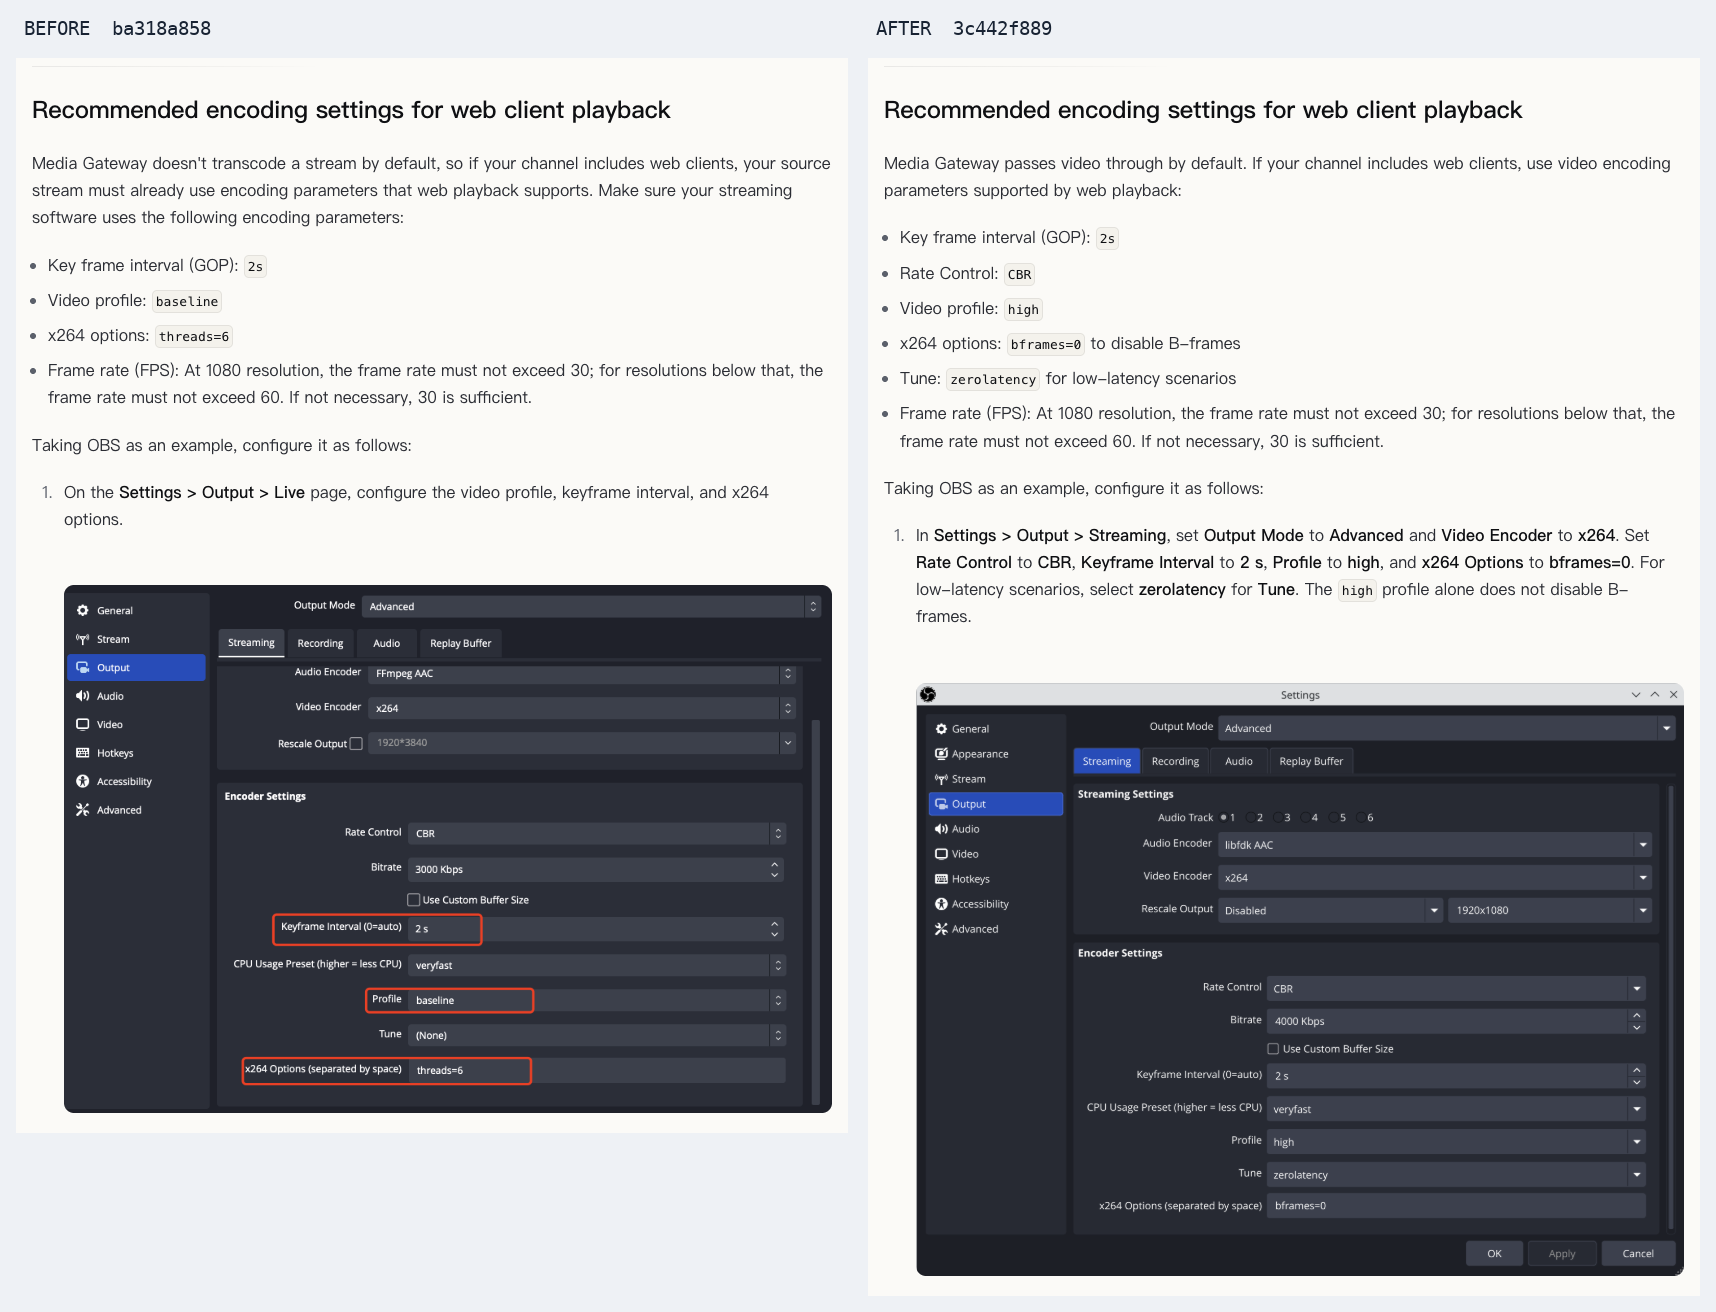 BEFORE ba318a858
Recommended encoding settings for web client playback
Media Gateway doesn't transcode a stream by default, so if your channel includes web clients, your source
stream must already use encoding parameters that web playback supports. Make sure your streaming
software uses the following encoding parameters:
Key frame interval (GOP): 2s
Video profile: baseline
x264 options: threads=6
Frame rate (FPS): At 1080 resolution, the frame rate must not exceed 30; for resolutions below that, the
frame rate must not exceed 60. If not necessary, 30 is sufficient.
Taking OBS as an example, configure it as follows:
1. On the Settings > Output > Live page, configure the video profile, keyframe interval, and x264
options.
General
Stream
Output
Audio
Video
Hotkeys
Accessibility
Advanced
Output Mode Advanced
Streaming Recording Audio Replay Buffer
Audio Encoder FFmpeg AAC
Video Encoder x264
Rescale Output 1920*3840
Encoder Settings
Rate Control CBR
Bitrate 3000 Kbps
Use Custom Buffer Size
Keyframe Interval (0=auto) 2 s
CPU Usage Preset (higher = less CPU) veryfast
Profile baseline
Tune (None)
x264 Options (separated by space) threads=6
AFTER 3c442f889
Recommended encoding settings for web client playback
Media Gateway passes video through by default. If your channel includes web clients, use video encoding
parameters supported by web playback:
Key frame interval (GOP): 2s
Rate Control: CBR
Video profile: high
x264 options: bframes=0 to disable B-frames
Tune: zerolatency for low-latency scenarios
Frame rate (FPS): At 1080 resolution, the frame rate must not exceed 30; for resolutions below that, the
frame rate must not exceed 60. If not necessary, 30 is sufficient.
Taking OBS as an example, configure it as follows:
1. In Settings > Output > Streaming, set Output Mode to Advanced and Video Encoder to x264. Set
Rate Control to CBR, Keyframe Interval to 2 s, Profile to high, and x264 Options to bframes=0. For
low-latency scenarios, select zerolatency for Tune. The high profile alone does not disable B-
frames.
Settings
General
Appearance
Stream
Output
Audio
Video
Hotkeys
Accessibility
Advanced
Output Mode Advanced
Streaming Recording Audio Replay Buffer
Streaming Settings
Audio Track 1 2 3 4 5 6
Audio Encoder libfdk AAC
Video Encoder x264
Rescale Output Disabled 1920x1080
Encoder Settings
Rate Control CBR
Bitrate 4000 Kbps
Use Custom Buffer Size
Keyframe Interval (0=auto) 2 s
CPU Usage Preset (higher = less CPU) veryfast
Profile high
Tune zerolatency
x264 Options (separated by space) bframes=0
OK Apply Cancel